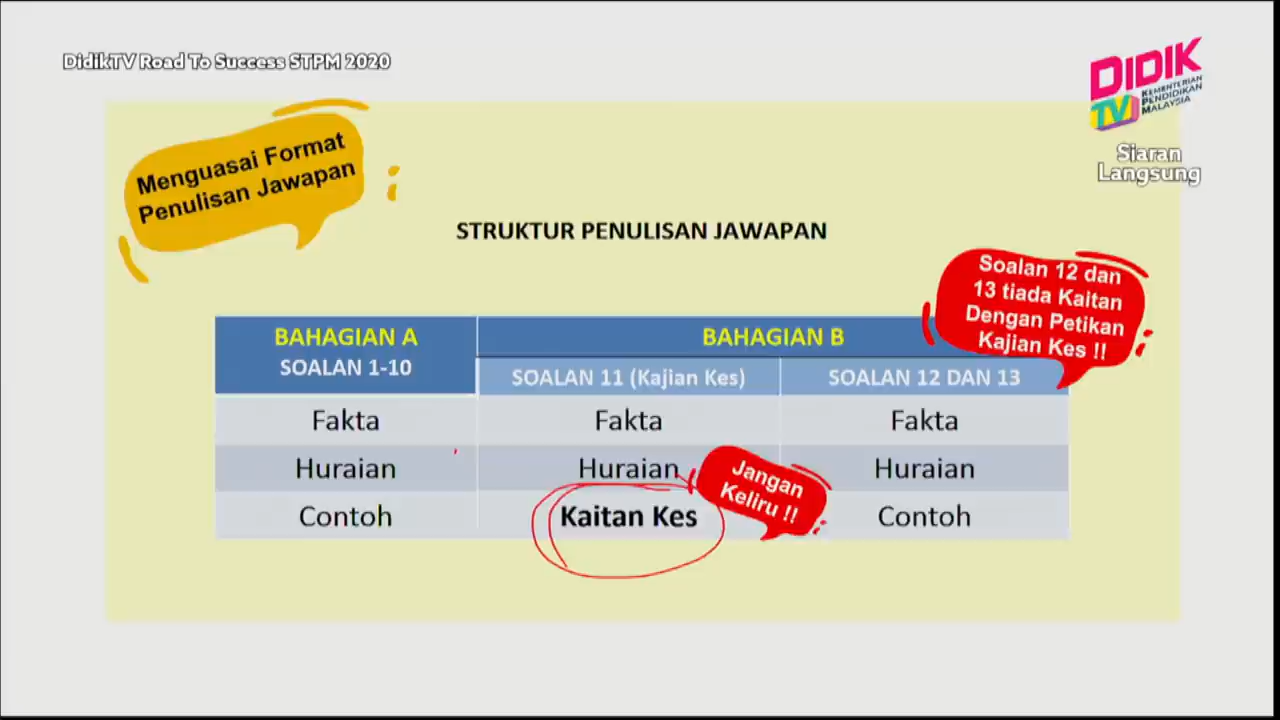 DidikTV Road To Success STPM 2020
DIDIK
TV
KEMENTERIAN
PENDIDIKAN
MALAYSIA
Siaran
Langsung
Menguasai Format
Penulisan Jawapan
STRUKTUR PENULISAN JAWAPAN
Soalan 12 dan
13 tiada Kaitan
Dengan Petikan
Kajian Kes !!
BAHAGIAN A
SOALAN 1-10
BAHAGIAN B
SOALAN 11 (Kajian Kes)
SOALAN 12 DAN 13
Fakta
Fakta
Fakta
Huraian
Huraian
Huraian
Jangan
Keliru !!
Contoh
Kaitan Kes
Contoh